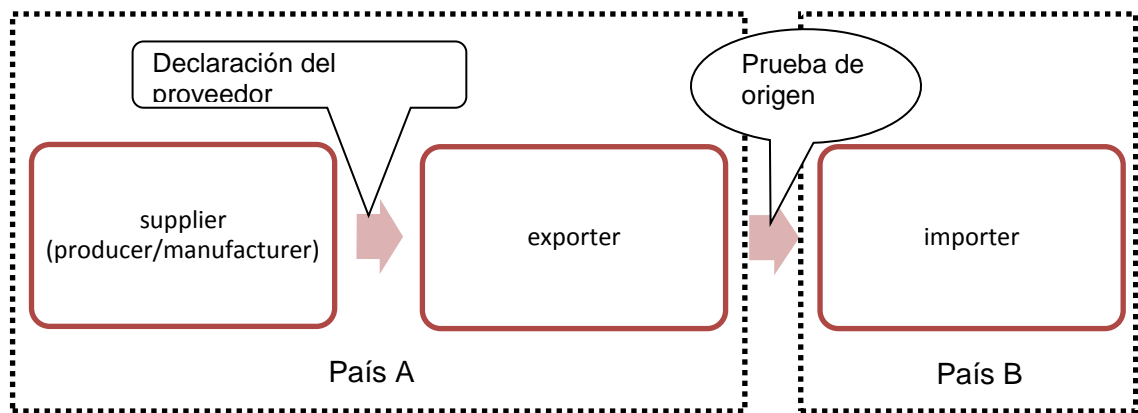 Declaración del
proveedor
Prueba de
origen
supplier
(producer/manufacturer)
exporter
importer
País A
País B